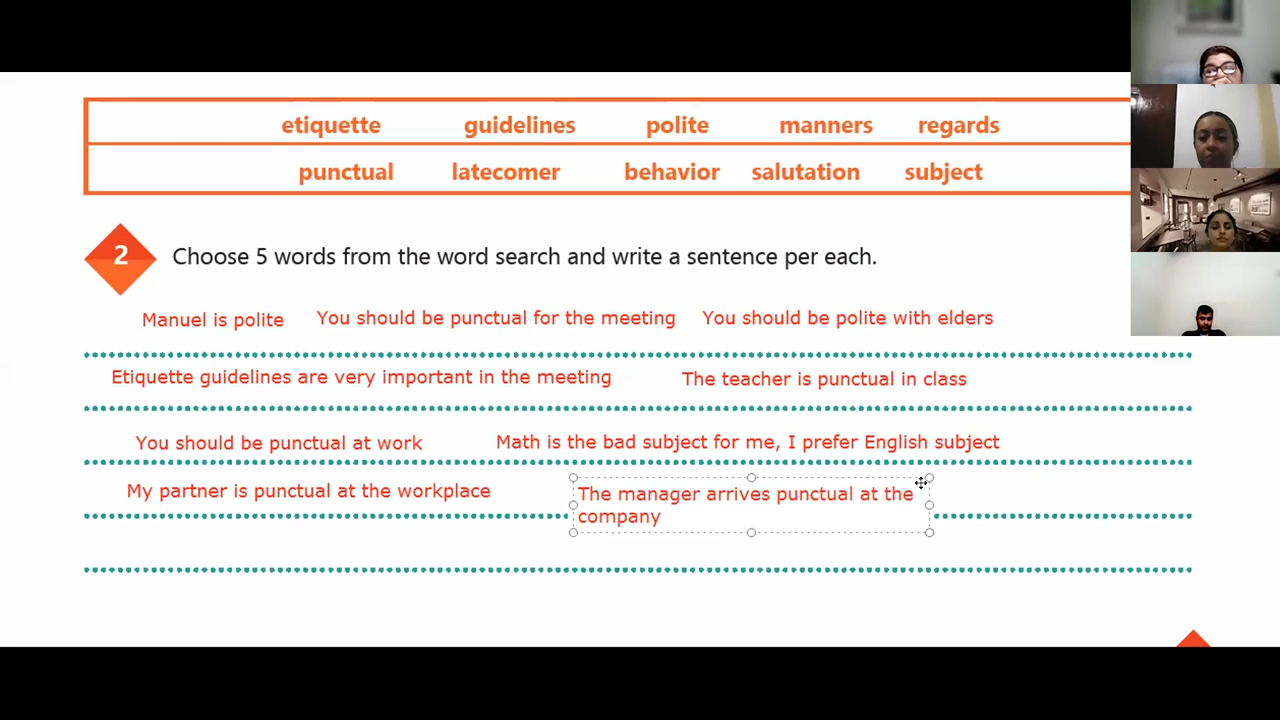 etiquette guidelines polite manners regards
punctual latecomer behavior salutation subject
2 Choose 5 words from the word search and write a sentence per each.
Manuel is polite You should be punctual for the meeting You should be polite with elders
Etiquette guidelines are very important in the meeting The teacher is punctual in class
You should be punctual at work Math is the bad subject for me, I prefer English subject
My partner is punctual at the workplace The manager arrives punctual at the
company